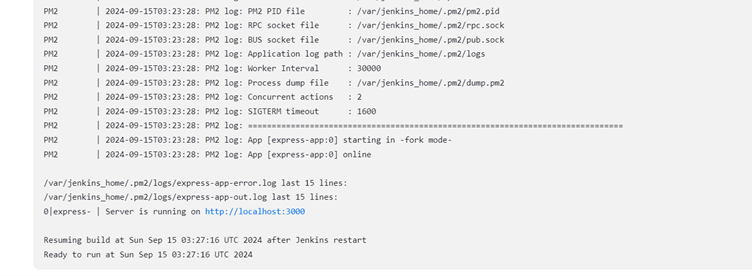 PM2        | 2024-09-15T03:23:28: PM2 log: PM2 PID file         : /var/jenkins_home/.pm2/pm2.pid
PM2        | 2024-09-15T03:23:28: PM2 log: RPC socket file      : /var/jenkins_home/.pm2/rpc.sock
PM2        | 2024-09-15T03:23:28: PM2 log: BUS socket file      : /var/jenkins_home/.pm2/pub.sock
PM2        | 2024-09-15T03:23:28: PM2 log: Application log path : /var/jenkins_home/.pm2/logs
PM2        | 2024-09-15T03:23:28: PM2 log: Worker Interval      : 30000
PM2        | 2024-09-15T03:23:28: PM2 log: Process dump file    : /var/jenkins_home/.pm2/dump.pm2
PM2        | 2024-09-15T03:23:28: PM2 log: Concurrent actions   : 2
PM2        | 2024-09-15T03:23:28: PM2 log: SIGTERM timeout      : 1600
PM2        | 2024-09-15T03:23:28: PM2 log: ===============================================================================
PM2        | 2024-09-15T03:23:28: PM2 log: App [express-app:0] starting in -fork mode-
PM2        | 2024-09-15T03:23:28: PM2 log: App [express-app:0] online

/var/jenkins_home/.pm2/logs/express-app-error.log last 15 lines:
/var/jenkins_home/.pm2/logs/express-app-out.log last 15 lines:
0|express- | Server is running on http://localhost:3000

Resuming build at Sun Sep 15 03:27:16 UTC 2024 after Jenkins restart
Ready to run at Sun Sep 15 03:27:16 UTC 2024